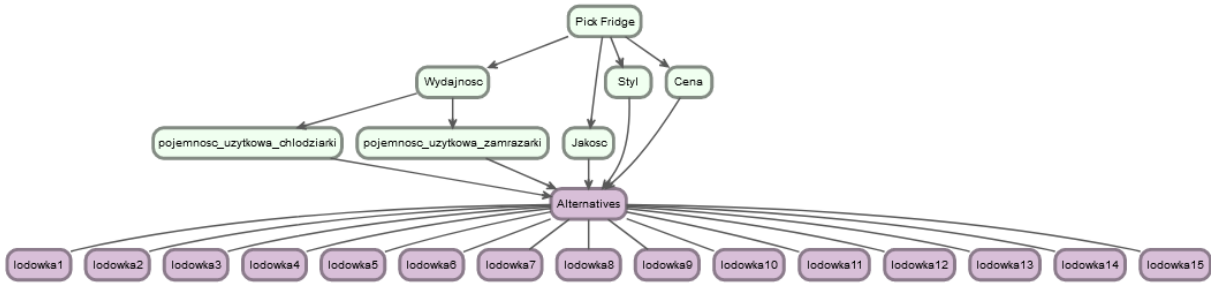 Pick Fridge
Wydajnosc
Styl
Cena
pojemnosc_uzytkowa_chlodziarki
pojemnosc_uzytkowa_zamrazarki
Jakosc
Alternatives
lodowka1
lodowka2
lodowka3
lodowka4
lodowka5
lodowka6
lodowka7
lodowka8
lodowka9
lodowka10
lodowka11
lodowka12
lodowka13
lodowka14
lodowka15